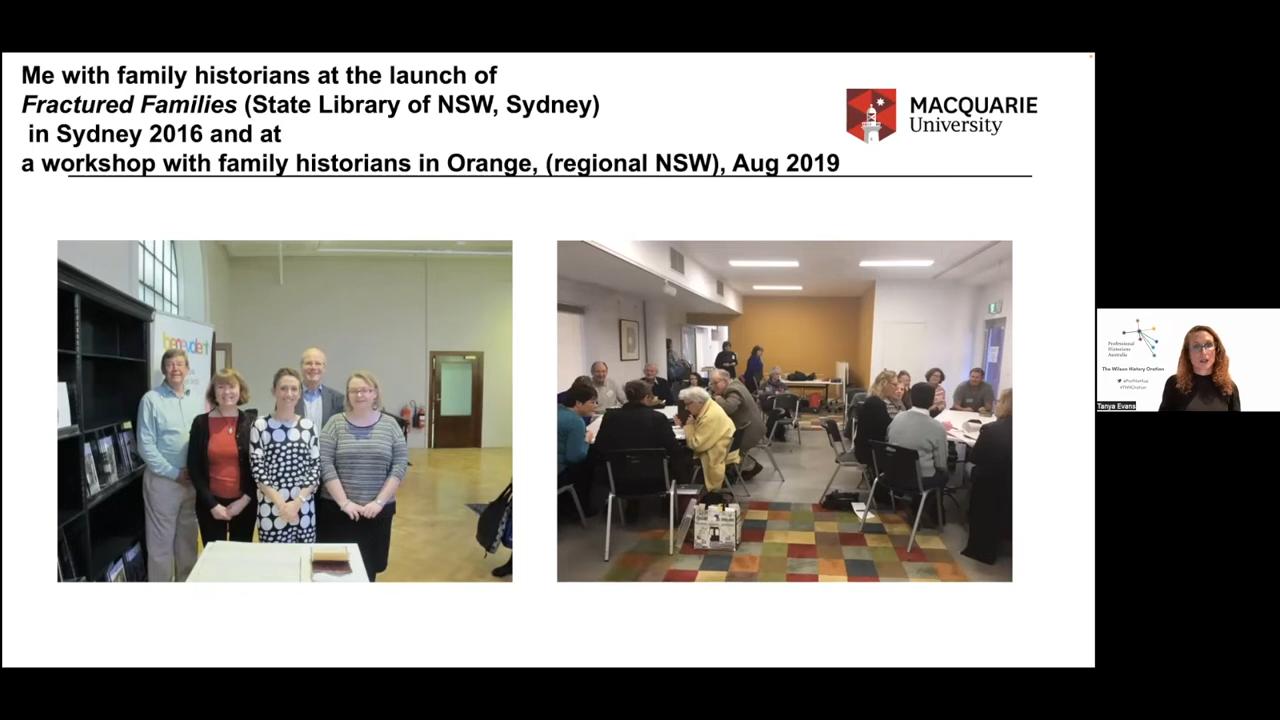 Me with family historians at the launch of
Fractured Families (State Library of NSW, Sydney)
in Sydney 2016 and at
a workshop with family historians in Orange, (regional NSW), Aug 2019
MACQUARIE
University
benevolent
Professional
Historians
Australia
The Wilson History Oration
@ProfHistAus
Tanya Evans